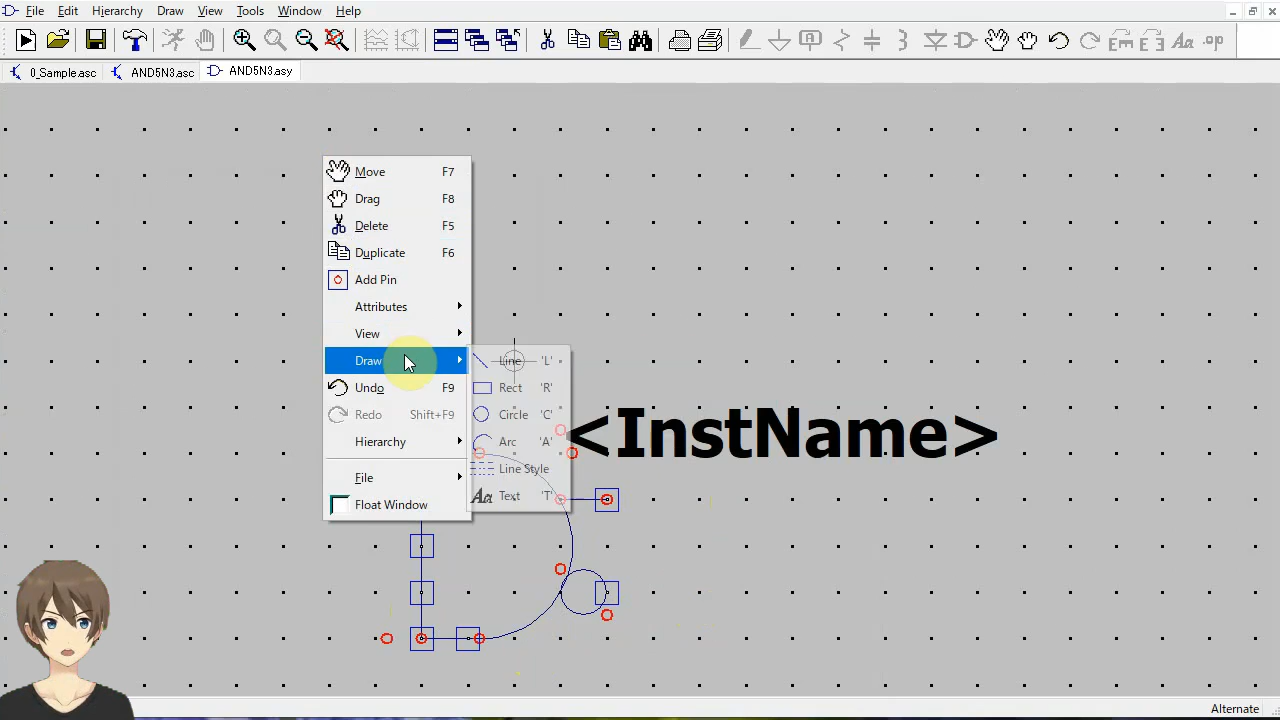 File Edit Hierarchy Draw View Tools Window Help
.op
0_Sample.asc AND5N3.asc AND5N3.asy
Move F7
Drag F8
Delete F5
Duplicate F6
Add Pin
Attributes
View
Draw
Undo F9
Redo Shift+F9
Hierarchy
File
Float Window
Line 'L'
Rect 'R'
Circle 'C'
Arc 'A'
Line Style
Text 'T'
<InstName>
Alternate